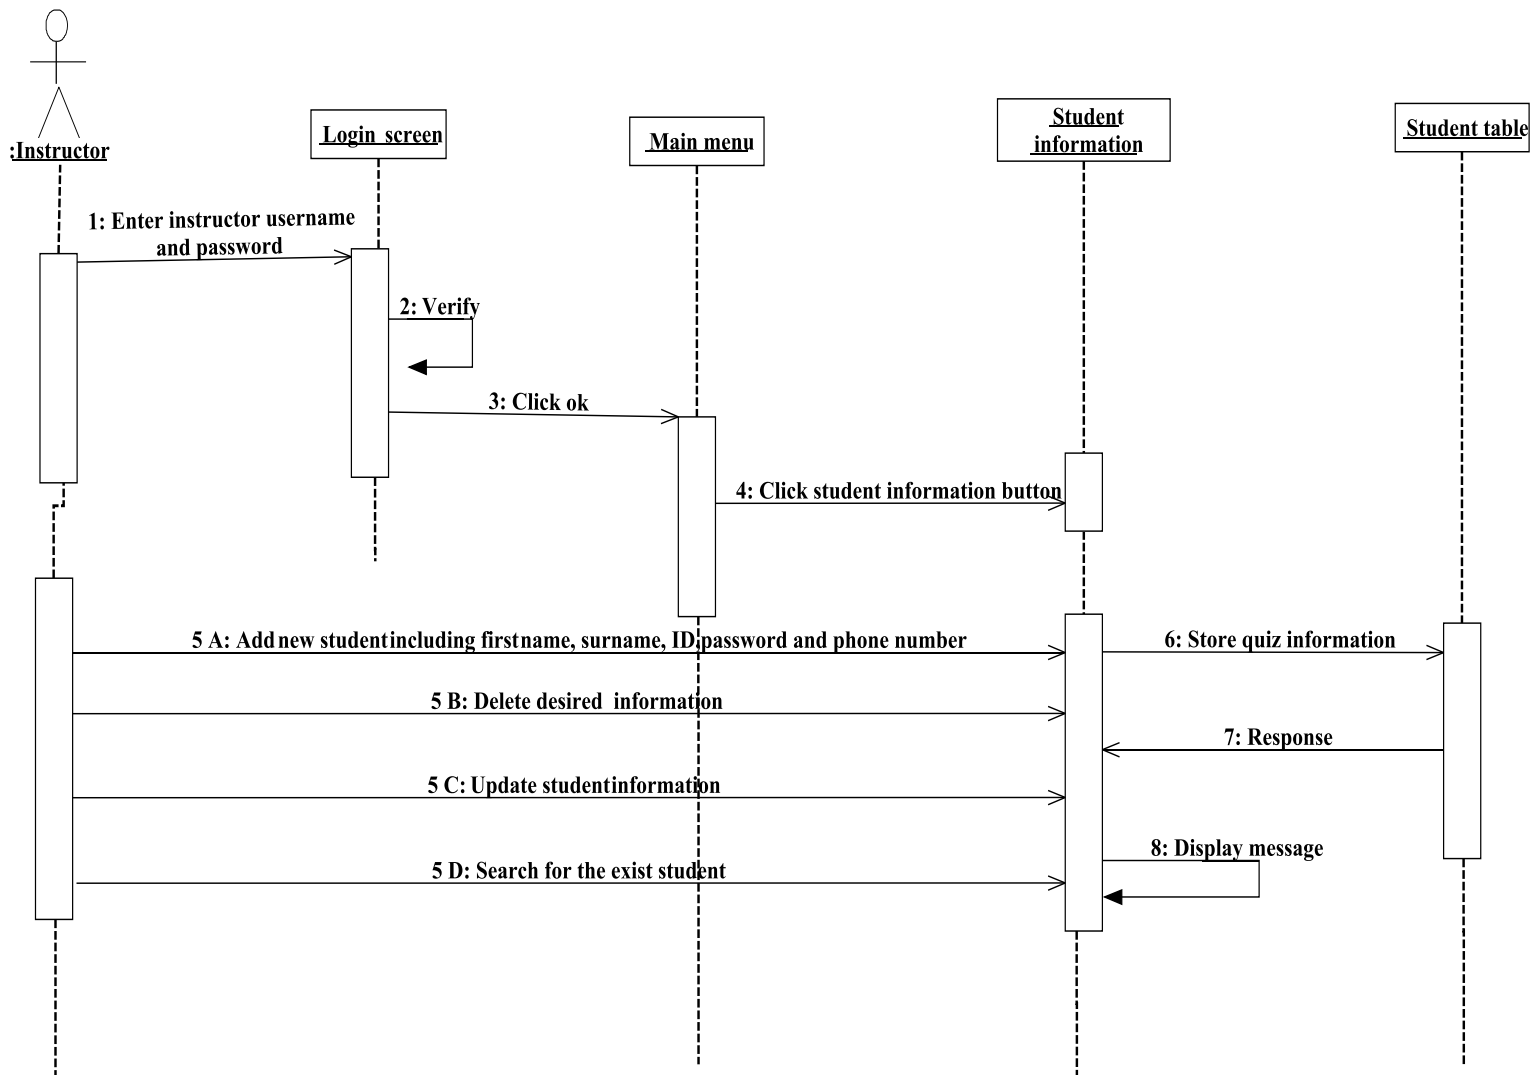 :Instructor
Login screen
Main menu
Student
information
Student table
1: Enter instructor username
and password
2: Verify
3: Click ok
4: Click student information button
5 A: Add new student including first name, surname, ID,password and phone number
6: Store quiz information
5 B: Delete desired information
7: Response
5 C: Update student information
8: Display message
5 D: Search for the exist student